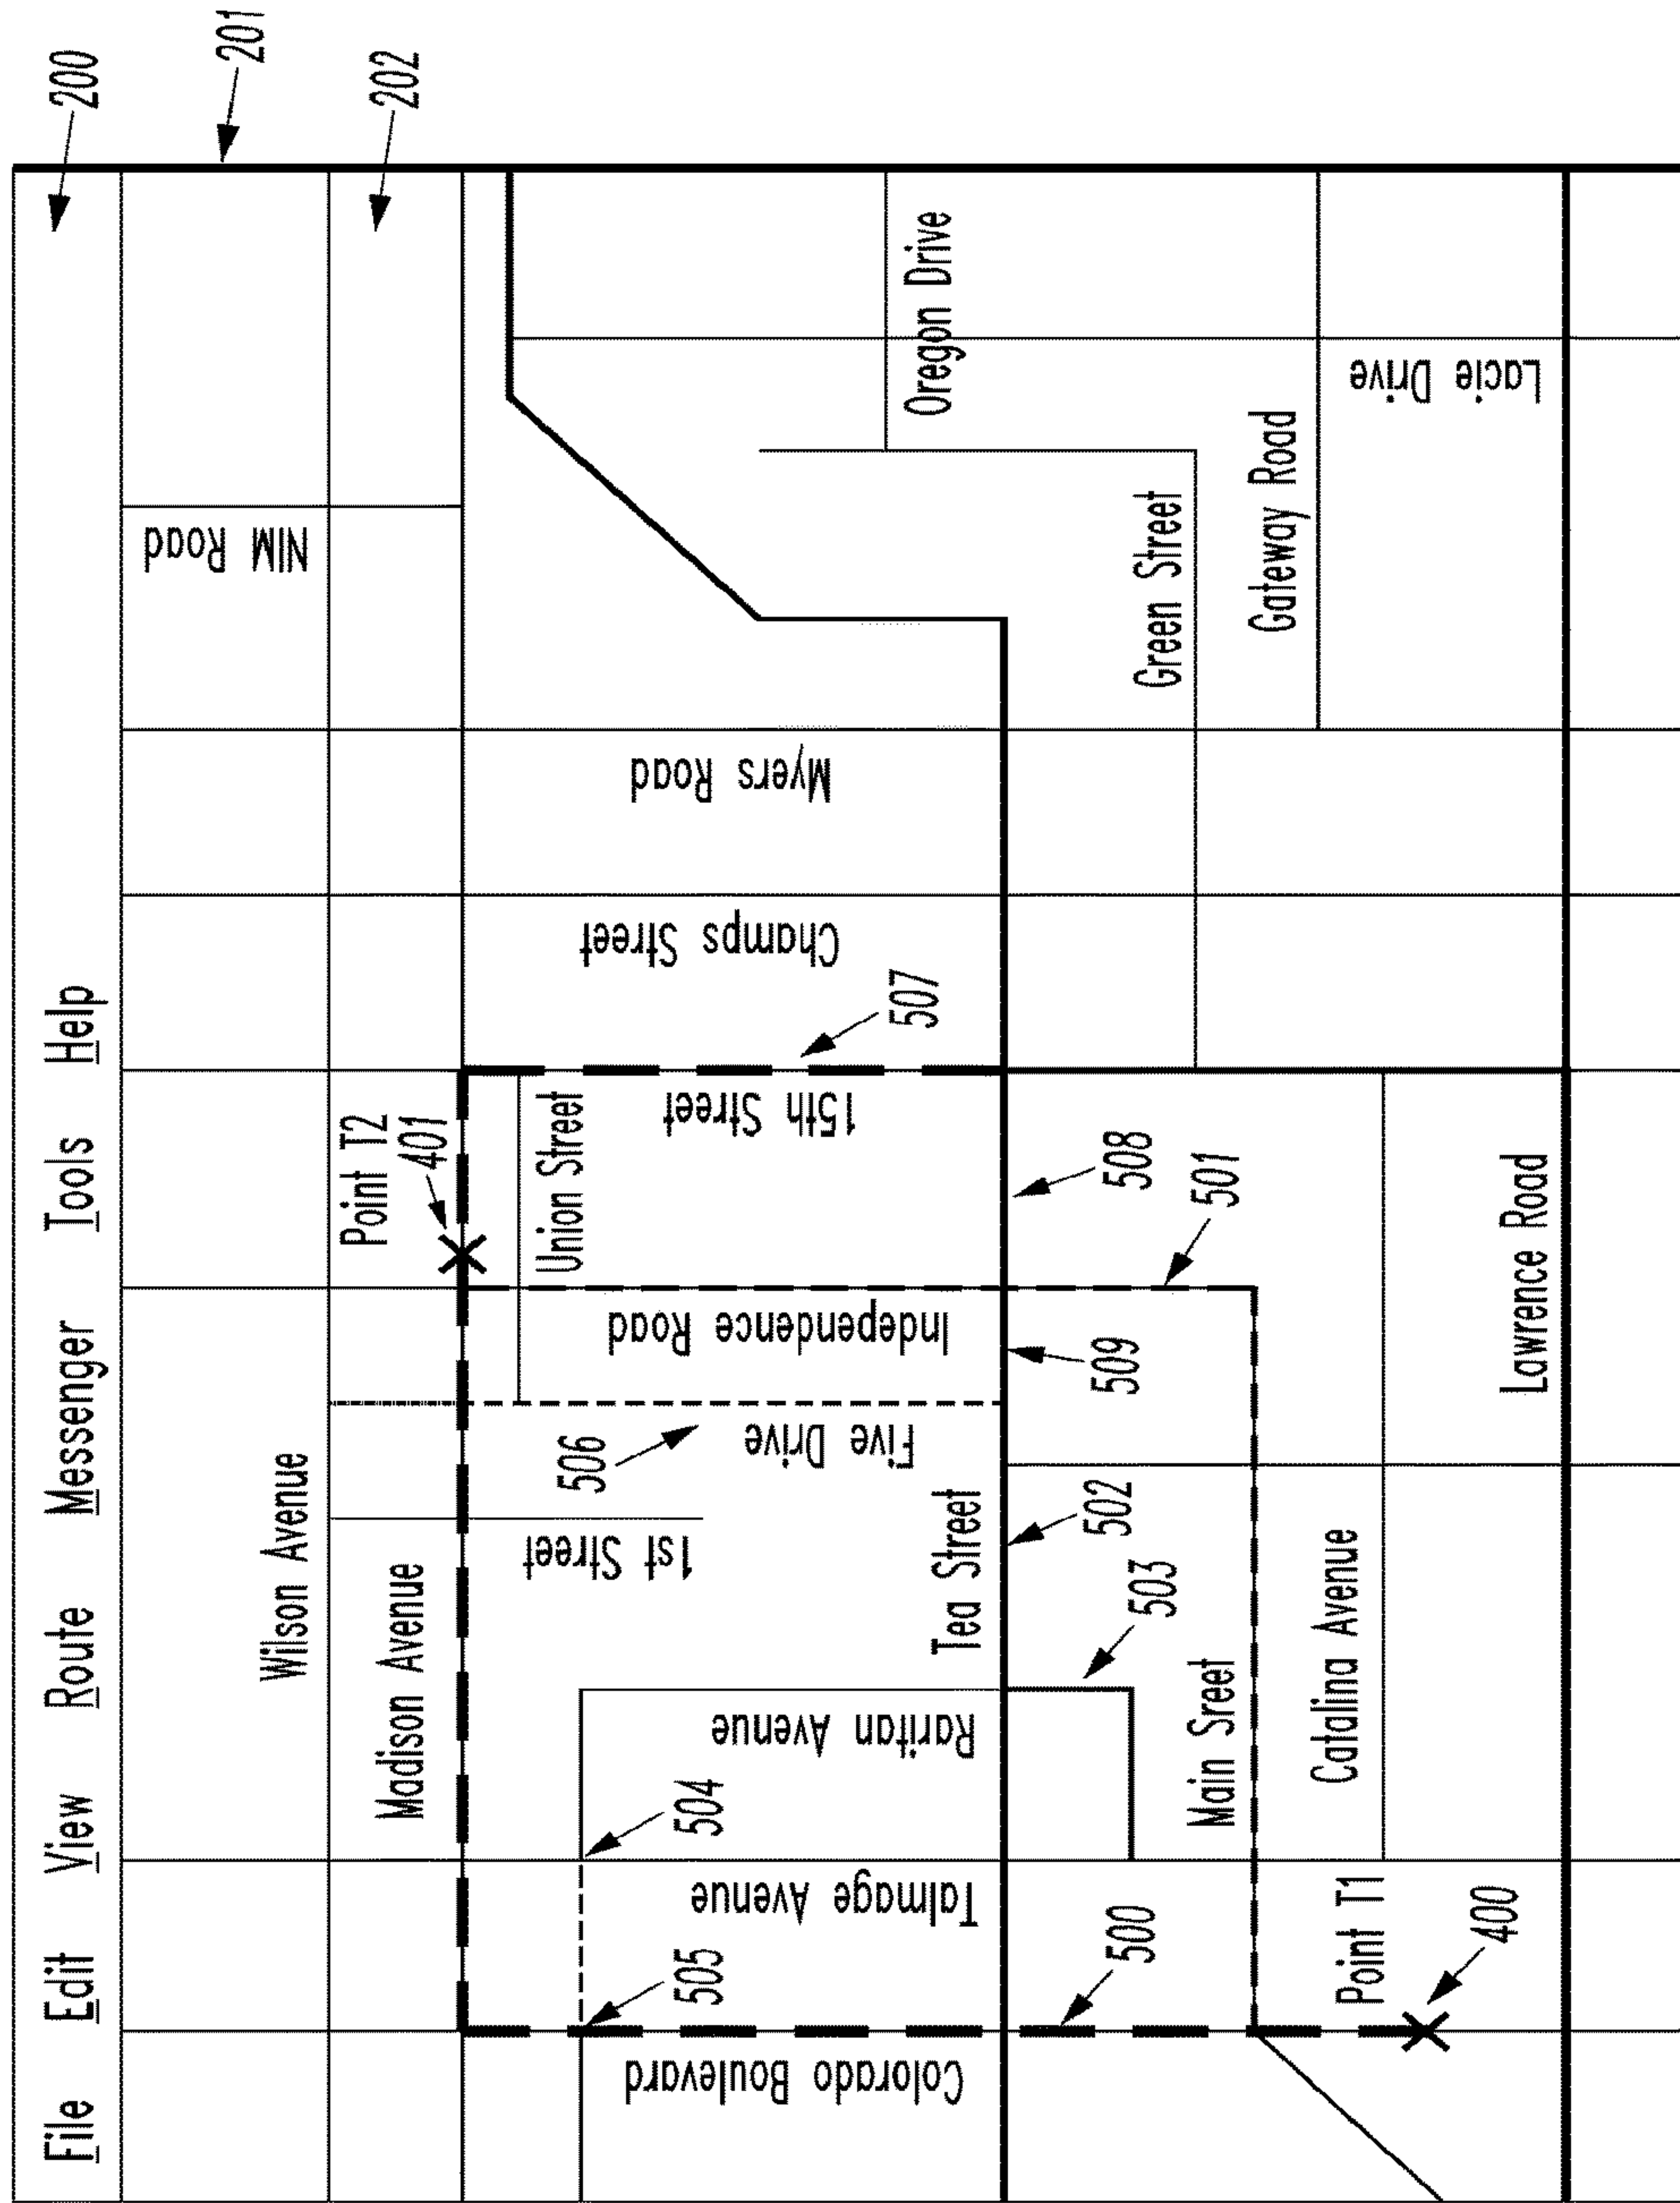 File Edit View Route Messenger Tools Help
200
201
202
Wilson Avenue
NIM Road
Point T2
401
Madison Avenue
Union Street
1st Street
506
Five Drive
Independence Road
15th Street
507
Champs Street
Myers Road
Oregon Drive
504
505
Raritan Avenue
Talmage Avenue
Colorado Boulevard
Tea Street
500
502
503
509
508
501
Green Street
Main Sreet
Gateway Road
Catalina Avenue
Point T1
400
Lawrence Road
Lacie Drive